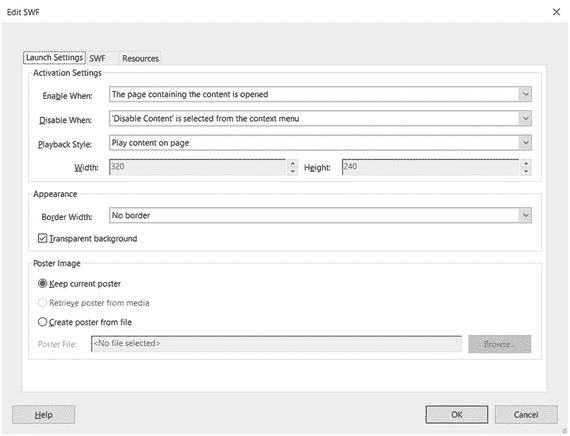 Edit SWF
Launch Settings SWF Resources
Activation Settings
Enable When: The page containing the content is opened
Disable When: 'Disable Content' is selected from the context menu
Playback Style: Play content on page
Width: 320 Height: 240
Appearance
Border Width: No border
Transparent background
Poster Image
Keep current poster
Retrieve poster from media
Create poster from file
Poster File: <No file selected> Browse...
Help OK Cancel